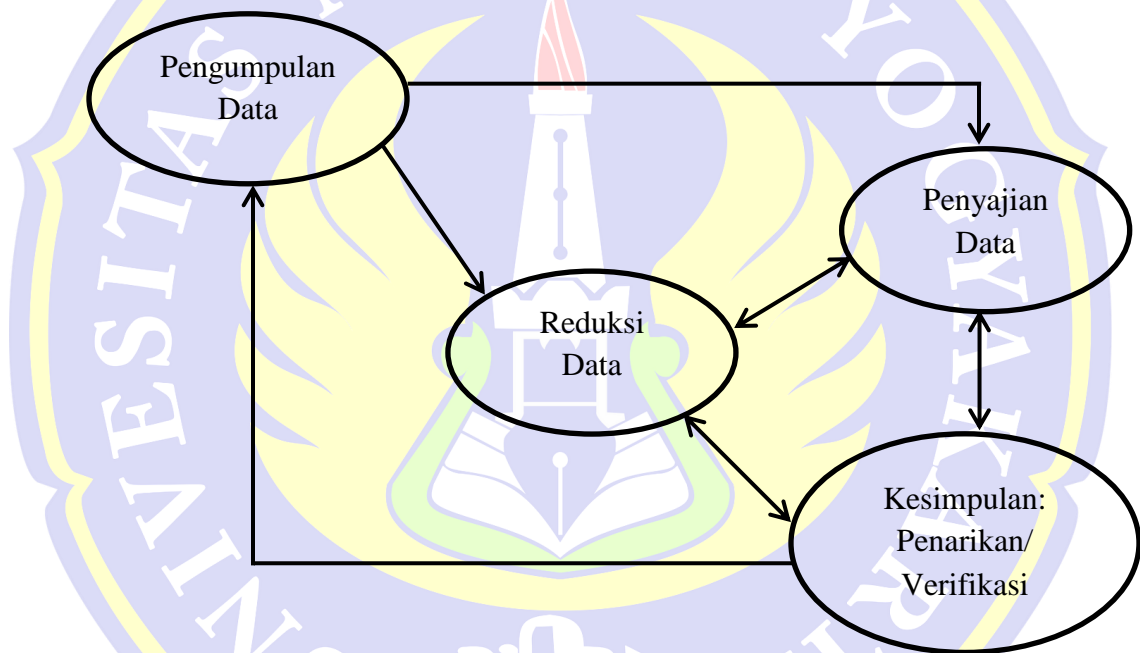 Pengumpulan
Data
Penyajian
Data
Reduksi
Data
Kesimpulan:
Penarikan/
Verifikasi